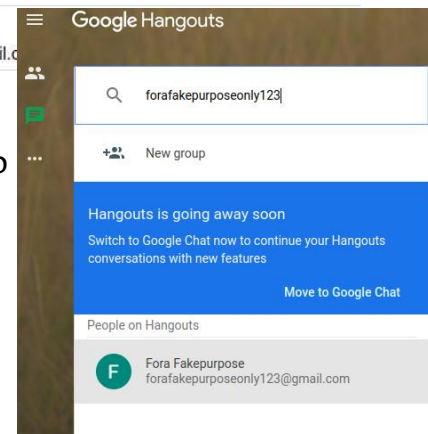 Google Hangouts
forafakepurposeonly123
New group
Hangouts is going away soon
Switch to Google Chat now to continue your Hangouts
conversations with new features
Move to Google Chat
People on Hangouts
F
Fora Fakepurpose
forafakepurposeonly123@gmail.com